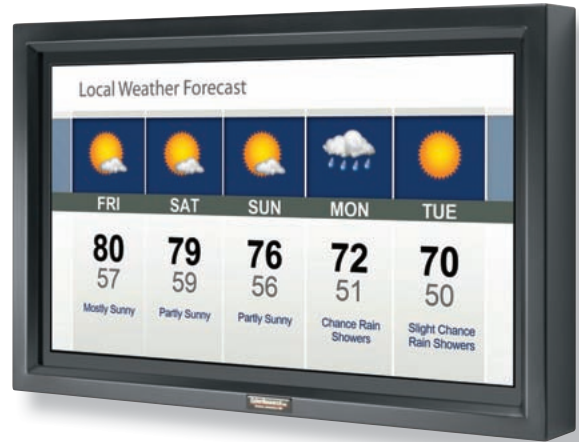 Local Weather Forecast
FRI SAT SUN MON TUE
80 79 76 72 70
57 59 56 51 50
Mostly Sunny Partly Sunny Partly Sunny Chance Rain Slight Chance
Showers Rain Showers